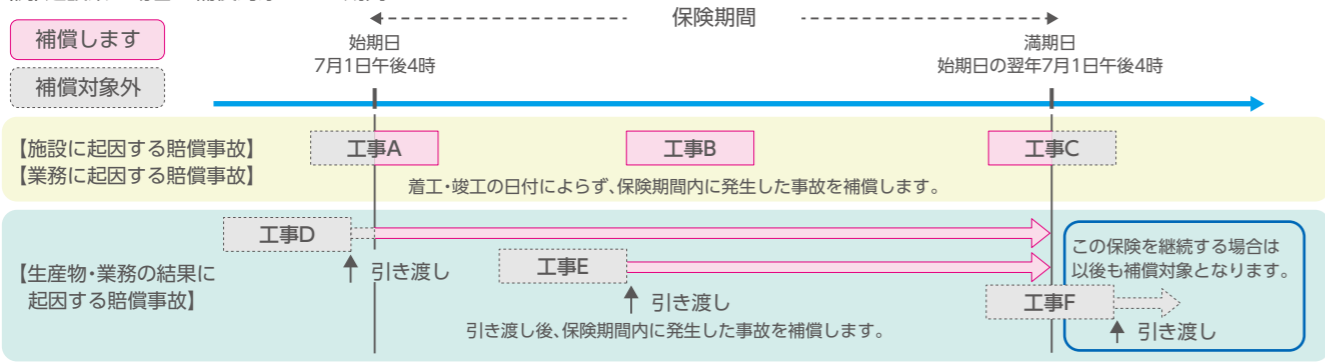 保険期間
補償します
補償対象外
始期日
7月1日午後4時
満期日
始期日の翌年7月1日午後4時
【施設に起因する賠償事故】
【業務に起因する賠償事故】
工事A
工事B
工事C
着工・竣工の日付によらず、保険期間内に発生した事故を補償します。
【生産物・業務の結果に
起因する賠償事故】
工事D
引き渡し
工事E
引き渡し
引き渡し後、保険期間内に発生した事故を補償します。
この保険を継続する場合は
以後も補償対象となります。
工事F
引き渡し